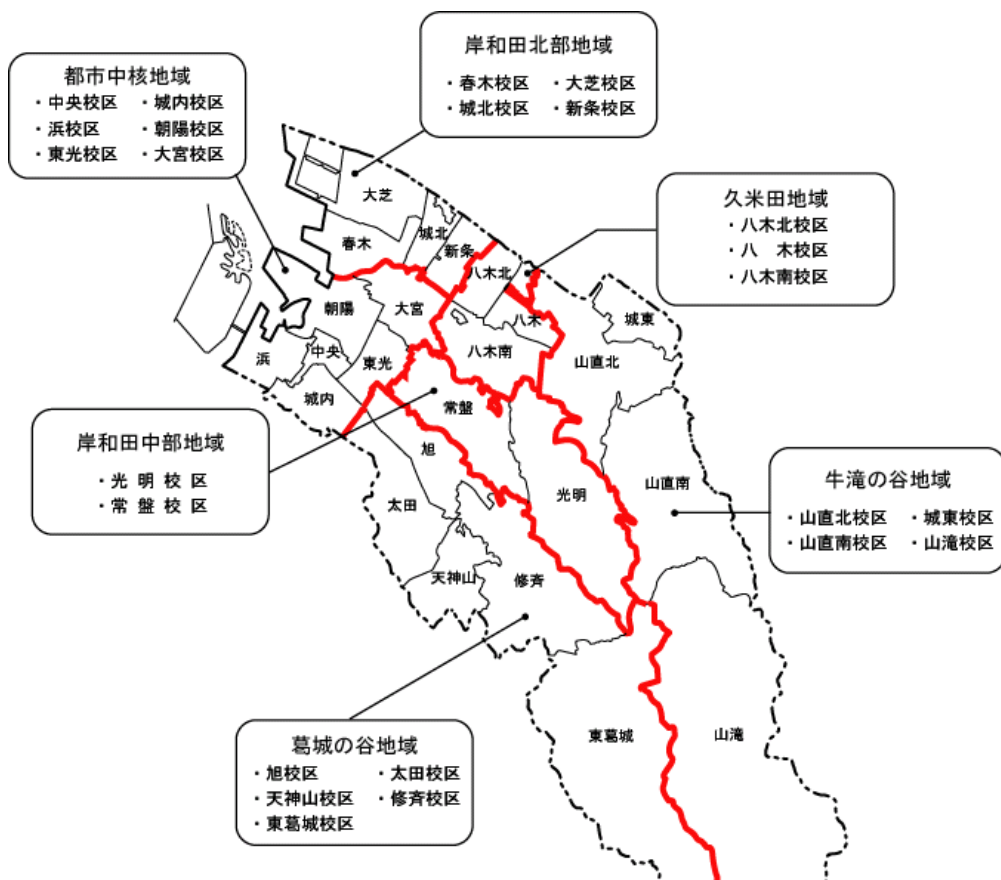 岸和田北部地域
・春木校区 ・大芝校区
・城北校区 ・新条校区
都市中核地域
・中央校区 ・城内校区
・浜校区 ・朝陽校区
・東光校区 ・大宮校区
久米田地域
・八木北校区
・八 木校区
・八木南校区
大芝
春木
城北
新条
八木北
朝陽
大宮
八木
城東
浜
中央
東光
八木南
山直北
城内
常盤
岸和田中部地域
・光 明 校 区
・常 盤 校 区
旭
太田
光明
山直南
牛滝の谷地域
・山直北校区 ・城東校区
・山直南校区 ・山滝校区
天神山
修斉
東葛城
山滝
葛城の谷地域
・旭校区 ・太田校区
・天神山校区 ・修斉校区
・東葛城校区